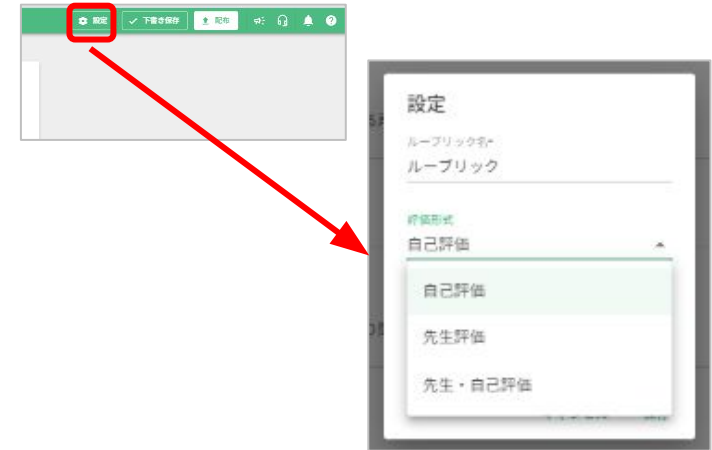 設定 下書き保存 配布
設定
ルーブリック名*
ルーブリック
評価形式
自己評価
自己評価
先生評価
先生・自己評価